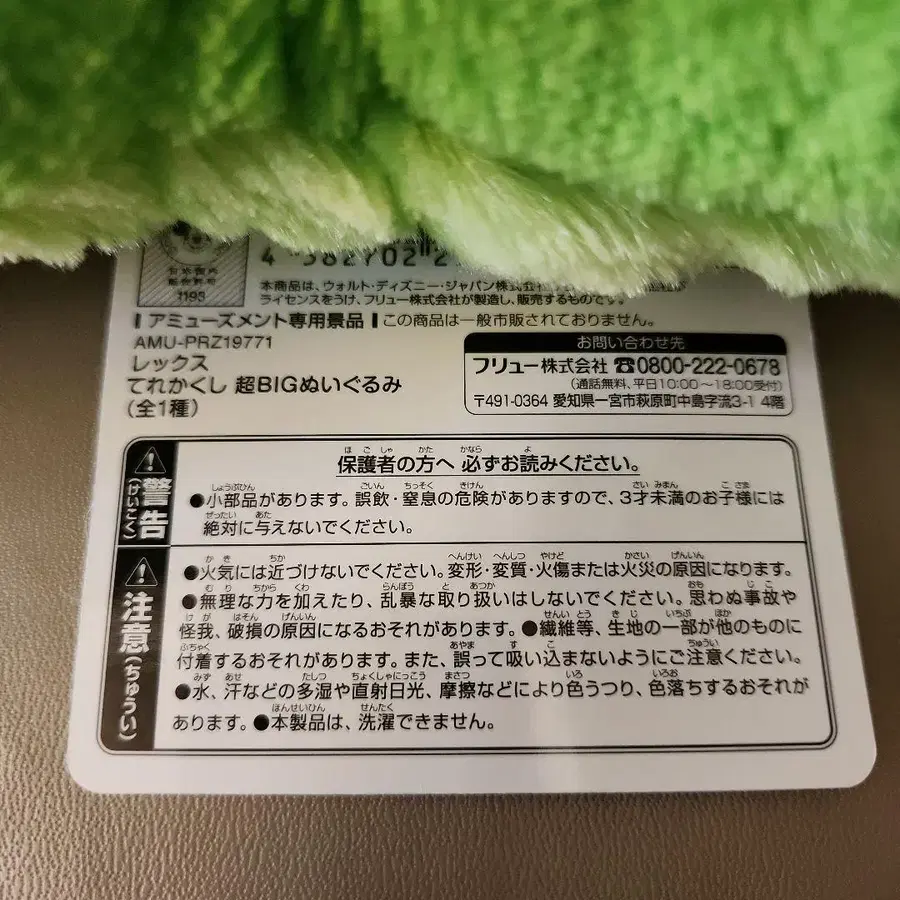 1193
本商品は、ウォルト・ディズニー・ジャパン株式
ライセンスをうけ、フリュー株式会社が製造し、販売するものです。
アミューズメント専用景品 この商品は一般市販されておりません。
AMU-PRZ19771
レックス
てれかくし 超BIGぬいぐるみ
(全1種)
お問い合わせ先
フリュー株式会社 ☎0800-222-0678
(通話無料、平日10:00〜18:00受付)
〒491-0364 愛知県一宮市萩原町中島字流3-1 4階
警告(けいこく)
保護者の方へ 必ずお読みください。
●小部品があります。誤飲・窒息の危険がありますので、3才未満のお子様には
絶対に与えないでください。
注意(ちゅうい)
●火気には近づけないでください。変形・変質・火傷または火災の原因になります。
●無理な力を加えたり、乱暴な取り扱いはしないでください。思わぬ事故や
怪我、破損の原因になるおそれがあります。●繊維等、生地の一部が他のものに
付着するおそれがあります。また、誤って吸い込まないようにご注意ください。
●水、汗などの多湿や直射日光、摩擦などにより色うつり、色落ちするおそれが
あります。●本製品は、洗濯できません。